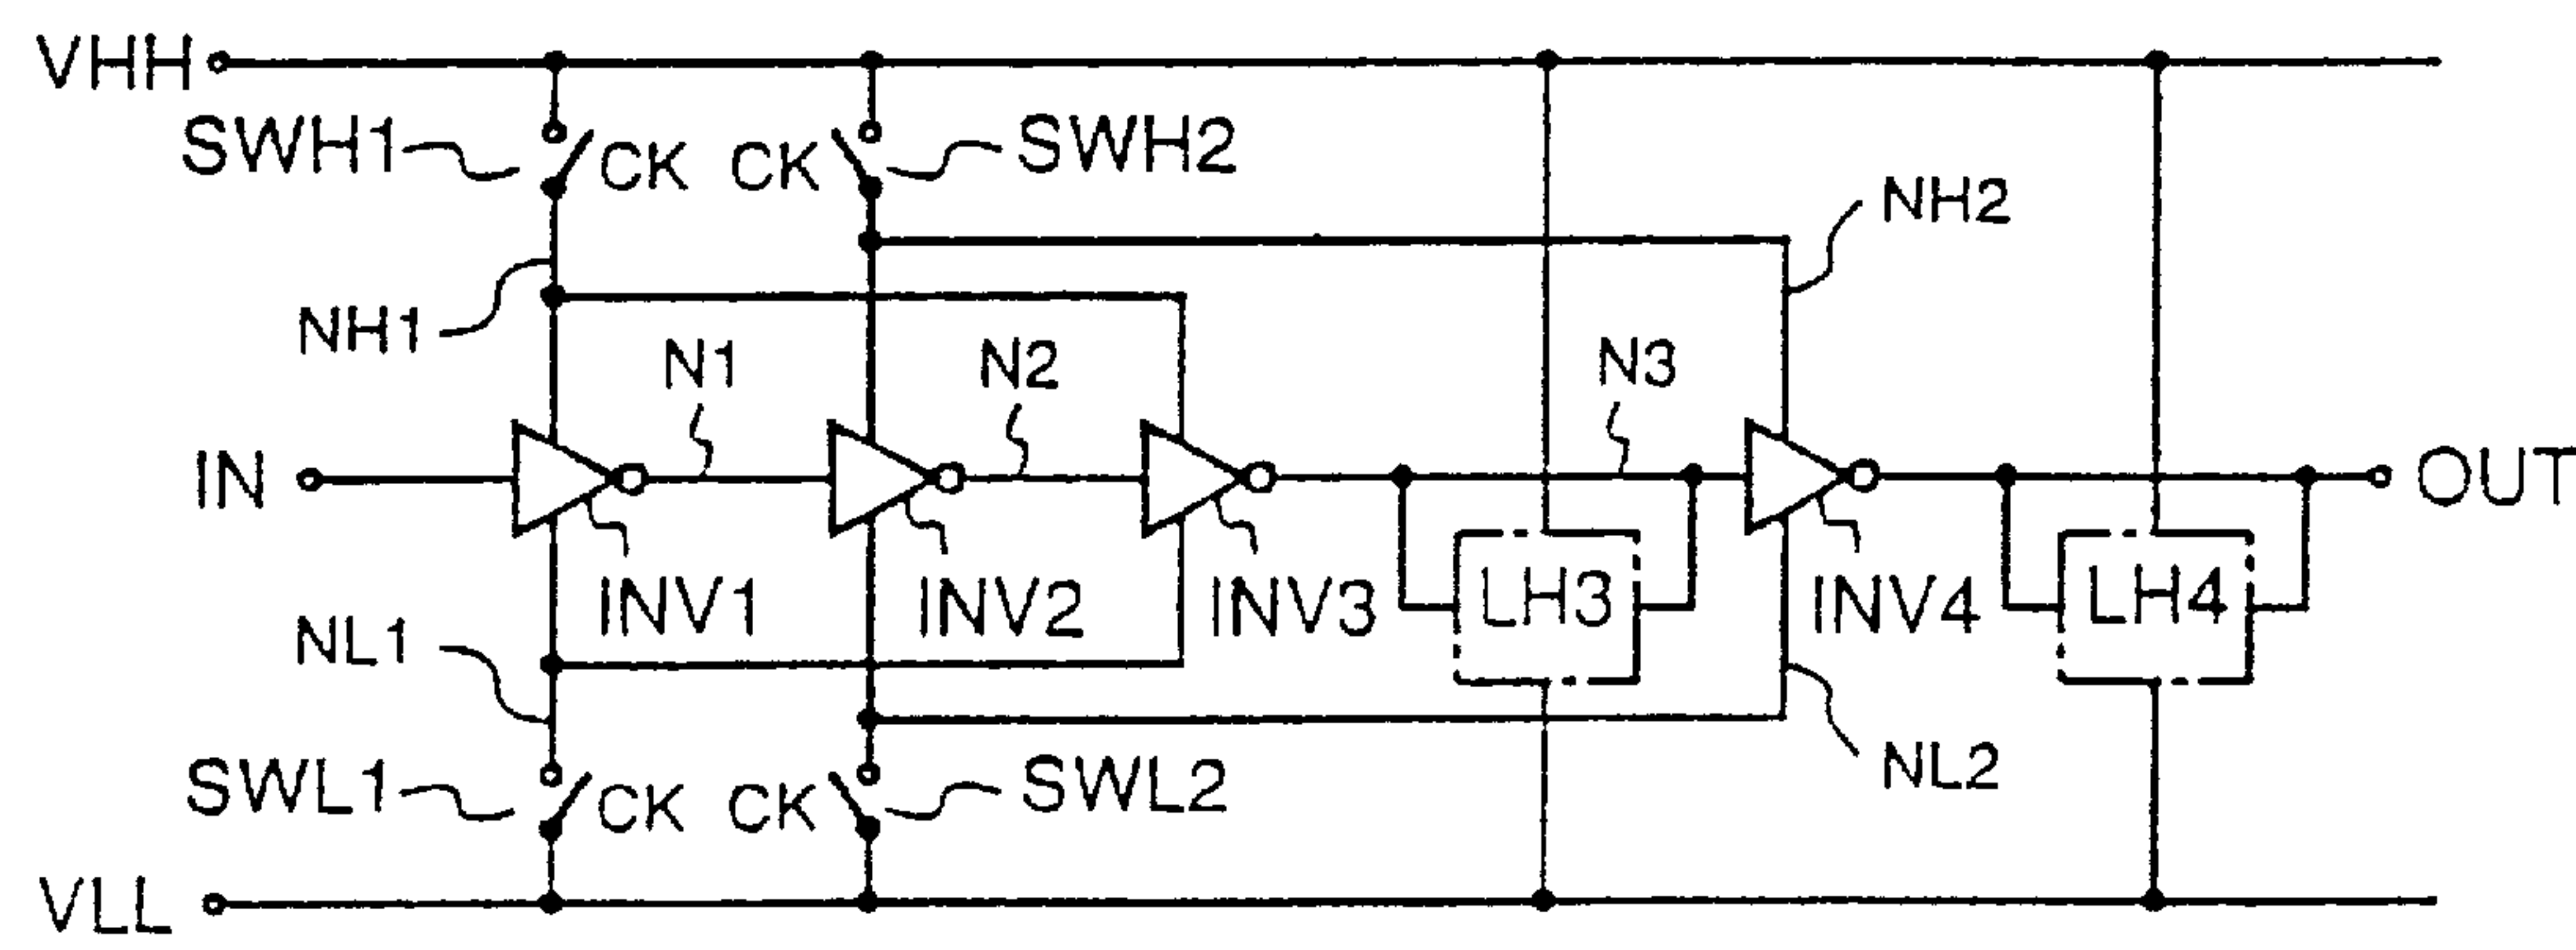 VHH
SWH1 CK CK SWH2
NH2
NH1
N1 N2 N3
IN OUT
INV1 INV2 INV3 LH3 INV4 LH4
NL1
NL2
SWL1 CK CK SWL2
VLL